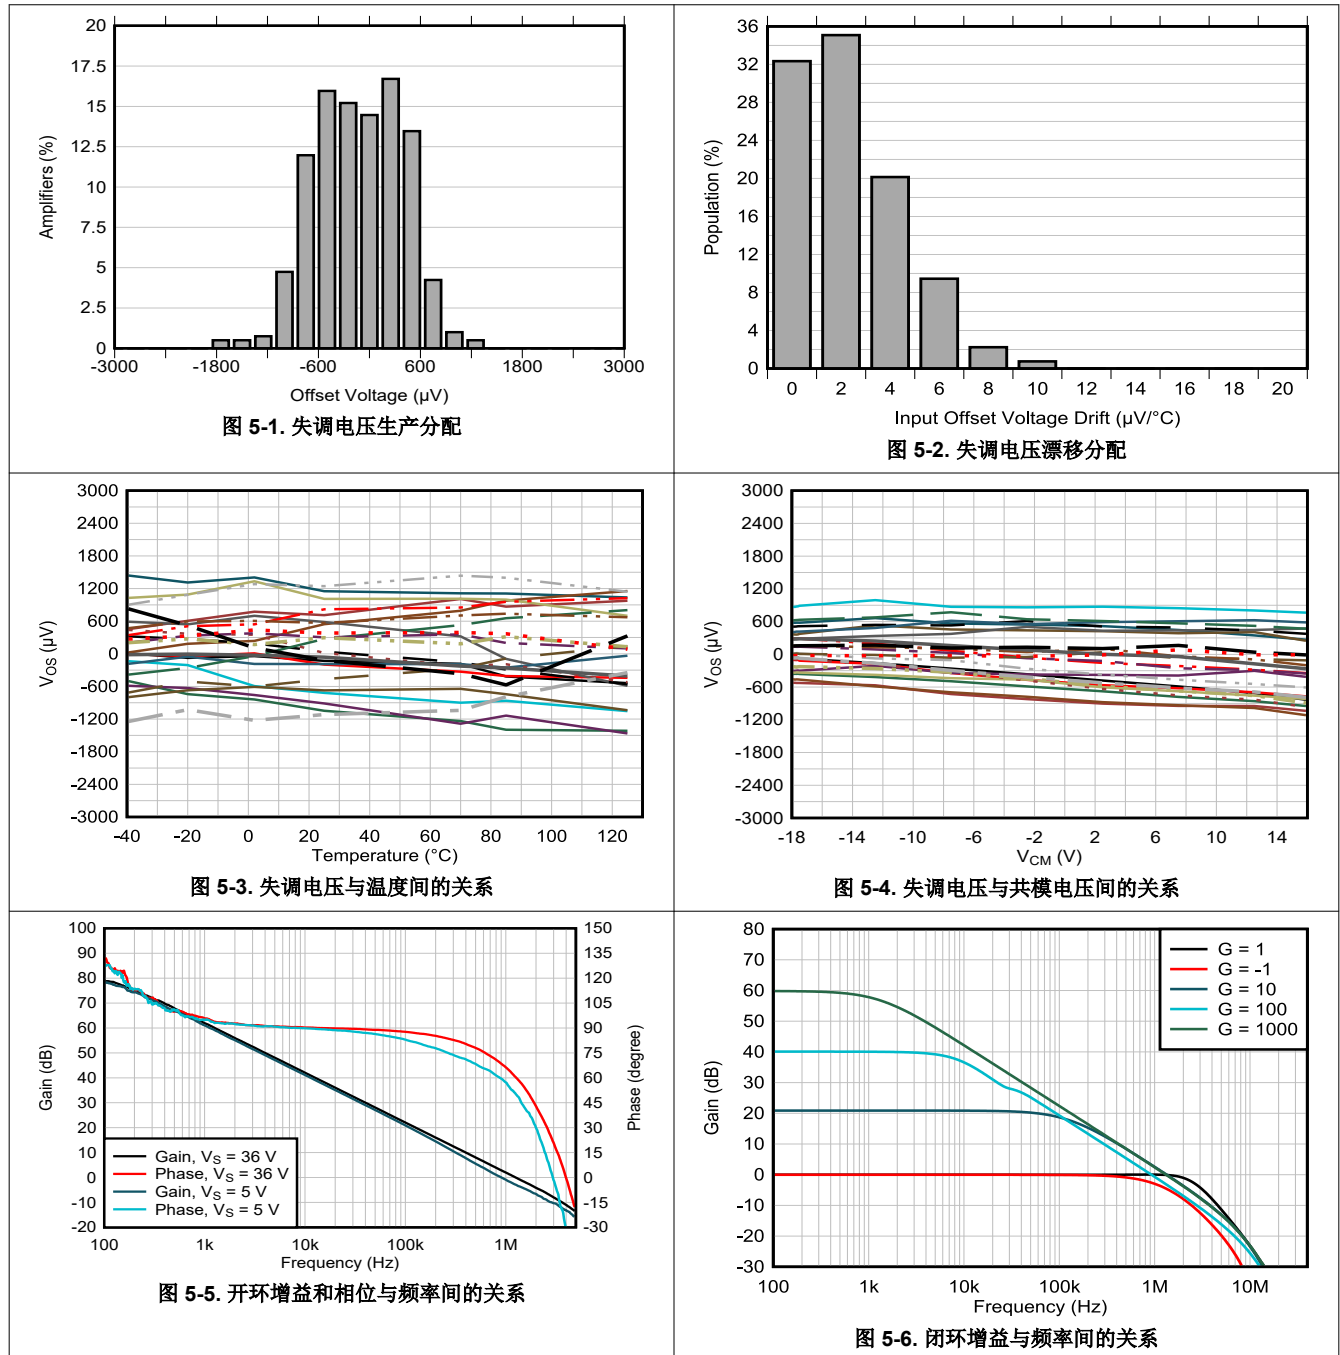 20
17.5
15
12.5
10
7.5
5
2.5
0
-3000 -1800 -600 600 1800 3000
Amplifiers (%)
Offset Voltage (µV)
图 5-1. 失调电压生产分配
36
32
28
24
20
16
12
8
4
0
0 2 4 6 8 10 12 14 16 18 20
Population (%)
Input Offset Voltage Drift (µV/°C)
图 5-2. 失调电压漂移分配
3000
2400
1800
1200
600
0
-600
-1200
-1800
-2400
-3000
-40 -20 0 20 40 60 80 100 120
VOS (µV)
Temperature (°C)
图 5-3. 失调电压与温度间的关系
3000
2400
1800
1200
600
0
-600
-1200
-1800
-2400
-3000
-18 -14 -10 -6 -2 2 6 10 14
VOS (µV)
VCM (V)
图 5-4. 失调电压与共模电压间的关系
100
90
80
70
60
50
40
30
20
10
0
-10
-20
150
135
120
105
90
75
60
45
30
15
0
-15
-30
100 1k 10k 100k 1M
Gain (dB)
Phase (degree)
Gain, VS = 36 V
Phase, VS = 36 V
Gain, VS = 5 V
Phase, VS = 5 V
Frequency (Hz)
图 5-5. 开环增益和相位与频率间的关系
80
70
60
50
40
30
20
10
0
-10
-20
-30
100 1k 10k 100k 1M 10M
Gain (dB)
G = 1
G = -1
G = 10
G = 100
G = 1000
Frequency (Hz)
图 5-6. 闭环增益与频率间的关系